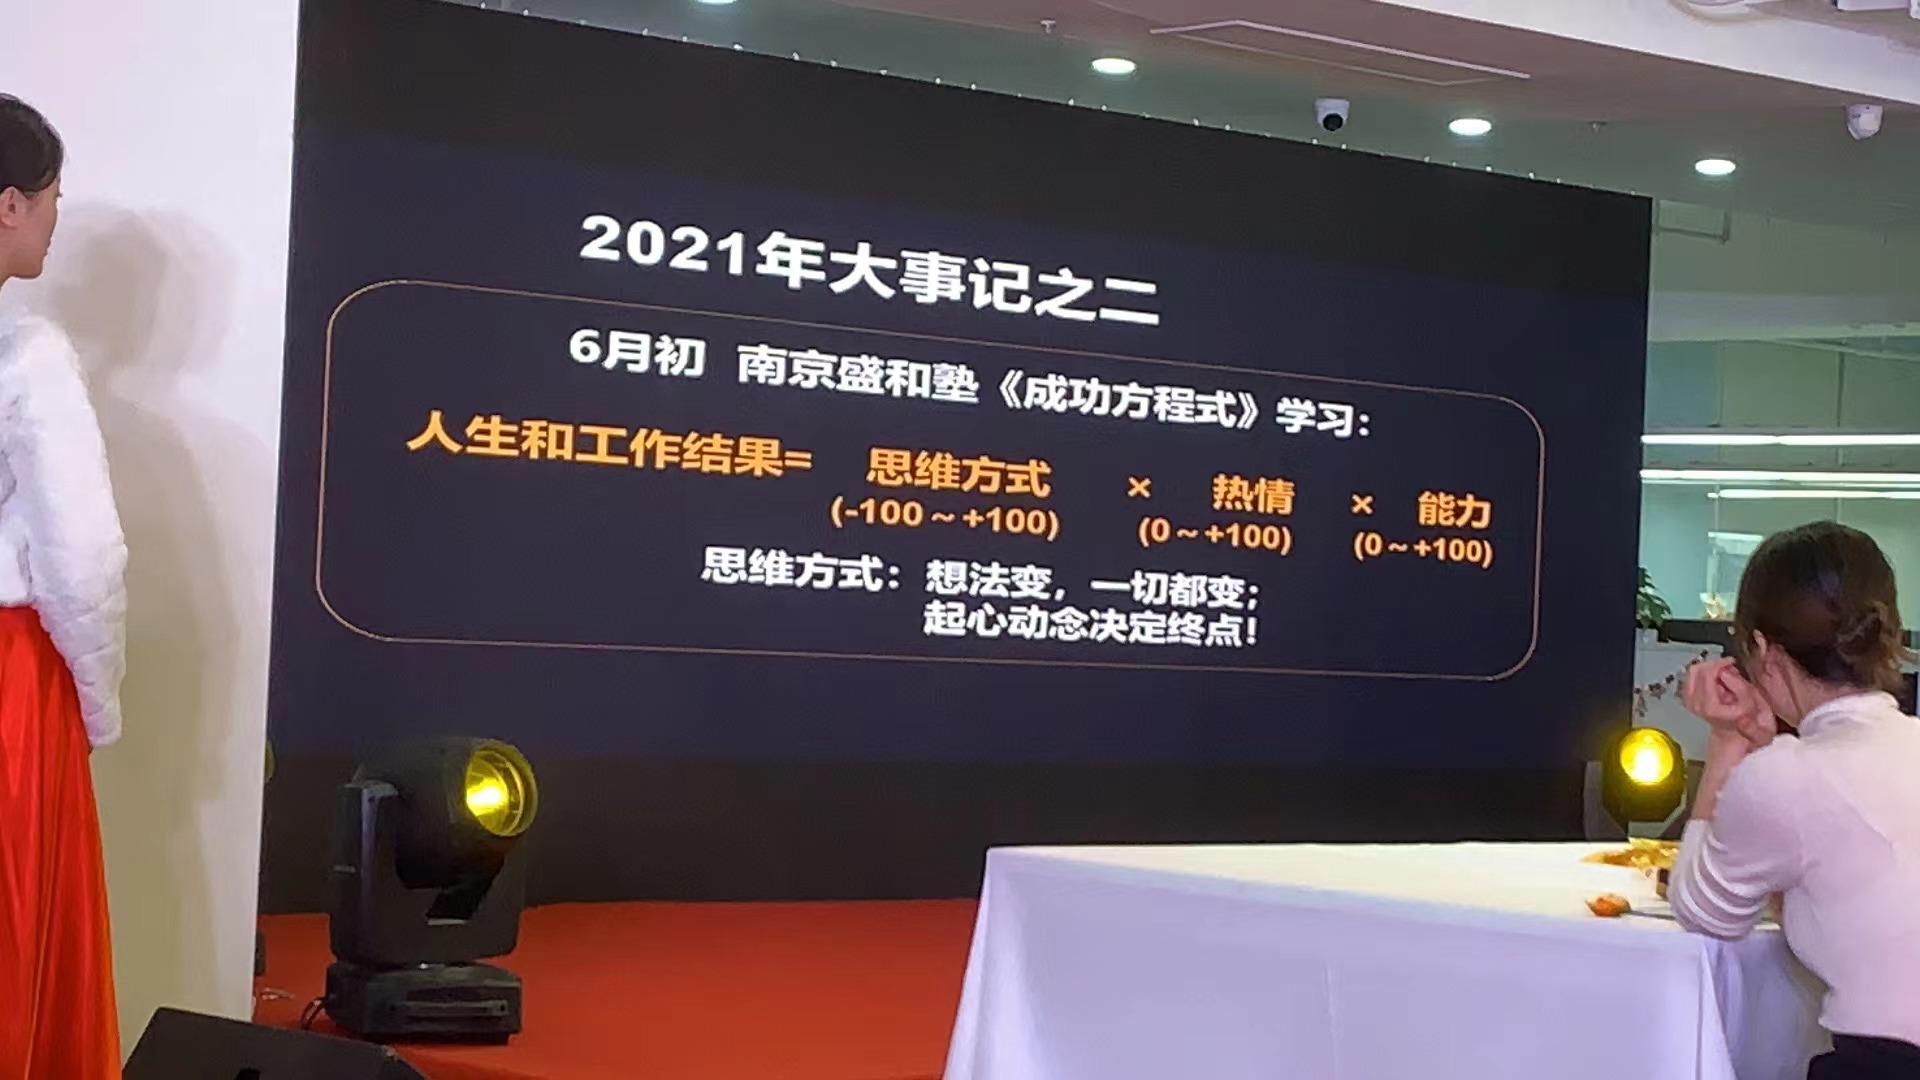 2021年大事记之二
6月初 南京盛和塾《成功方程式》学习：
人生和工作结果= 思维方式 × 热情 × 能力
(-100～+100) (0～+100) (0～+100)
思维方式：想法变，一切都变；
起心动念决定终点！